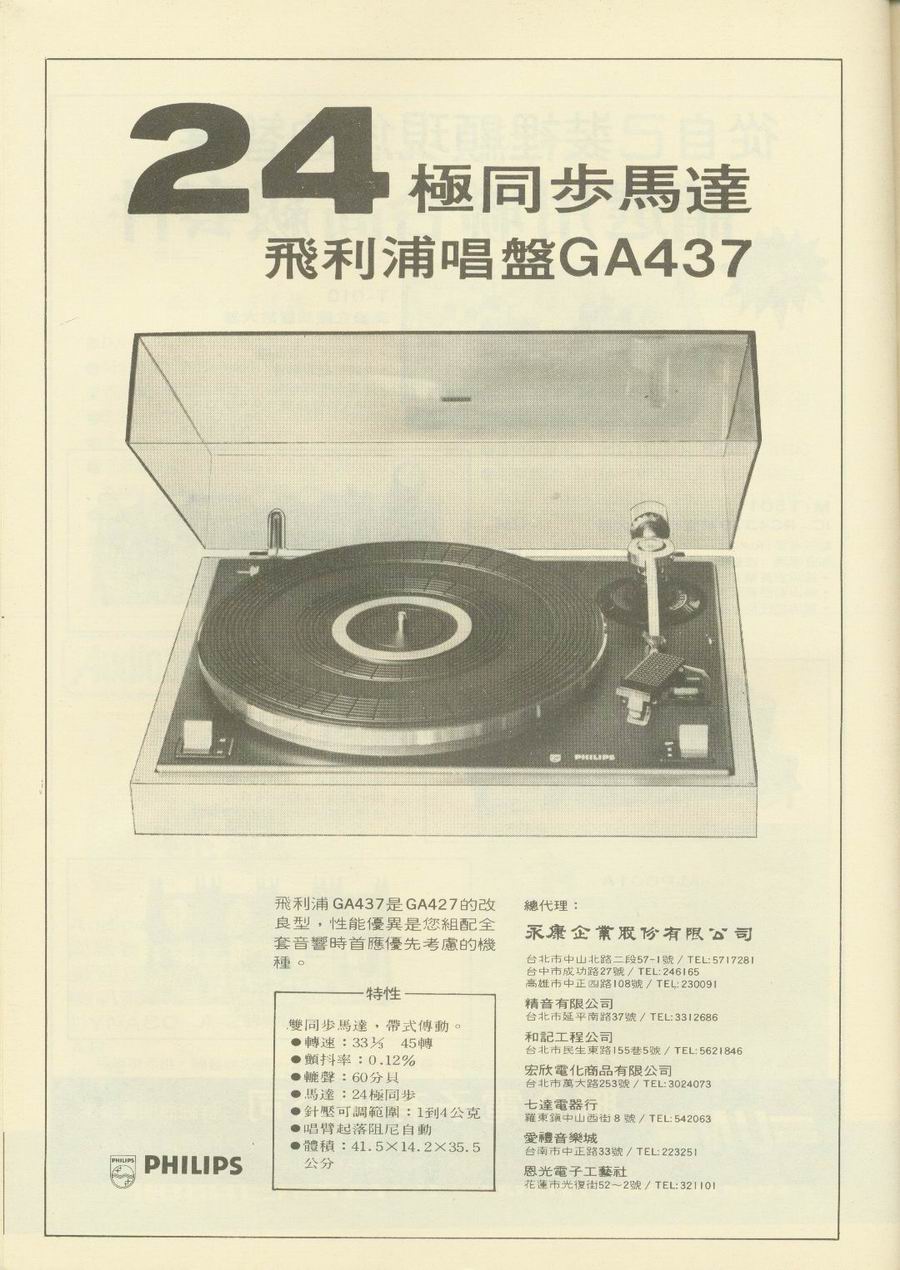 24極同步馬達
飛利浦唱盤GA437
PHILIPS
飛利浦GA437是GA427的改
良型，性能優異是您組配全
套音響時首應優先考慮的機
種。
特性
雙同步馬達，帶式傳動。
●轉速：33⅓　45轉
●顫抖率：0.12%
●轆聲：60分貝
●馬達：24極同步
●針壓可調範圍：1到4公克
●唱臂起落阻尼自動
●體積：41.5×14.2×35.5
公分
PHILIPS
PHILIPS
總代理：
永康企業股份有限公司
台北市中山北路二段57-1號 / TEL:5717281
台中市成功路27號 / TEL:246165
高雄市中正四路108號 / TEL:230091
精音有限公司
台北市延平南路37號 / TEL:3312686
和記工程公司
台北市民生東路155巷5號 / TEL:5621846
宏欣電化商品有限公司
台北市萬大路253號 / TEL:3024073
七達電器行
羅東鎮中山西街8號 / TEL:542063
愛禮音樂城
台南市中正路33號 / TEL:223251
恩光電子工藝社
花蓮市光復街52～2號 / TEL:321101